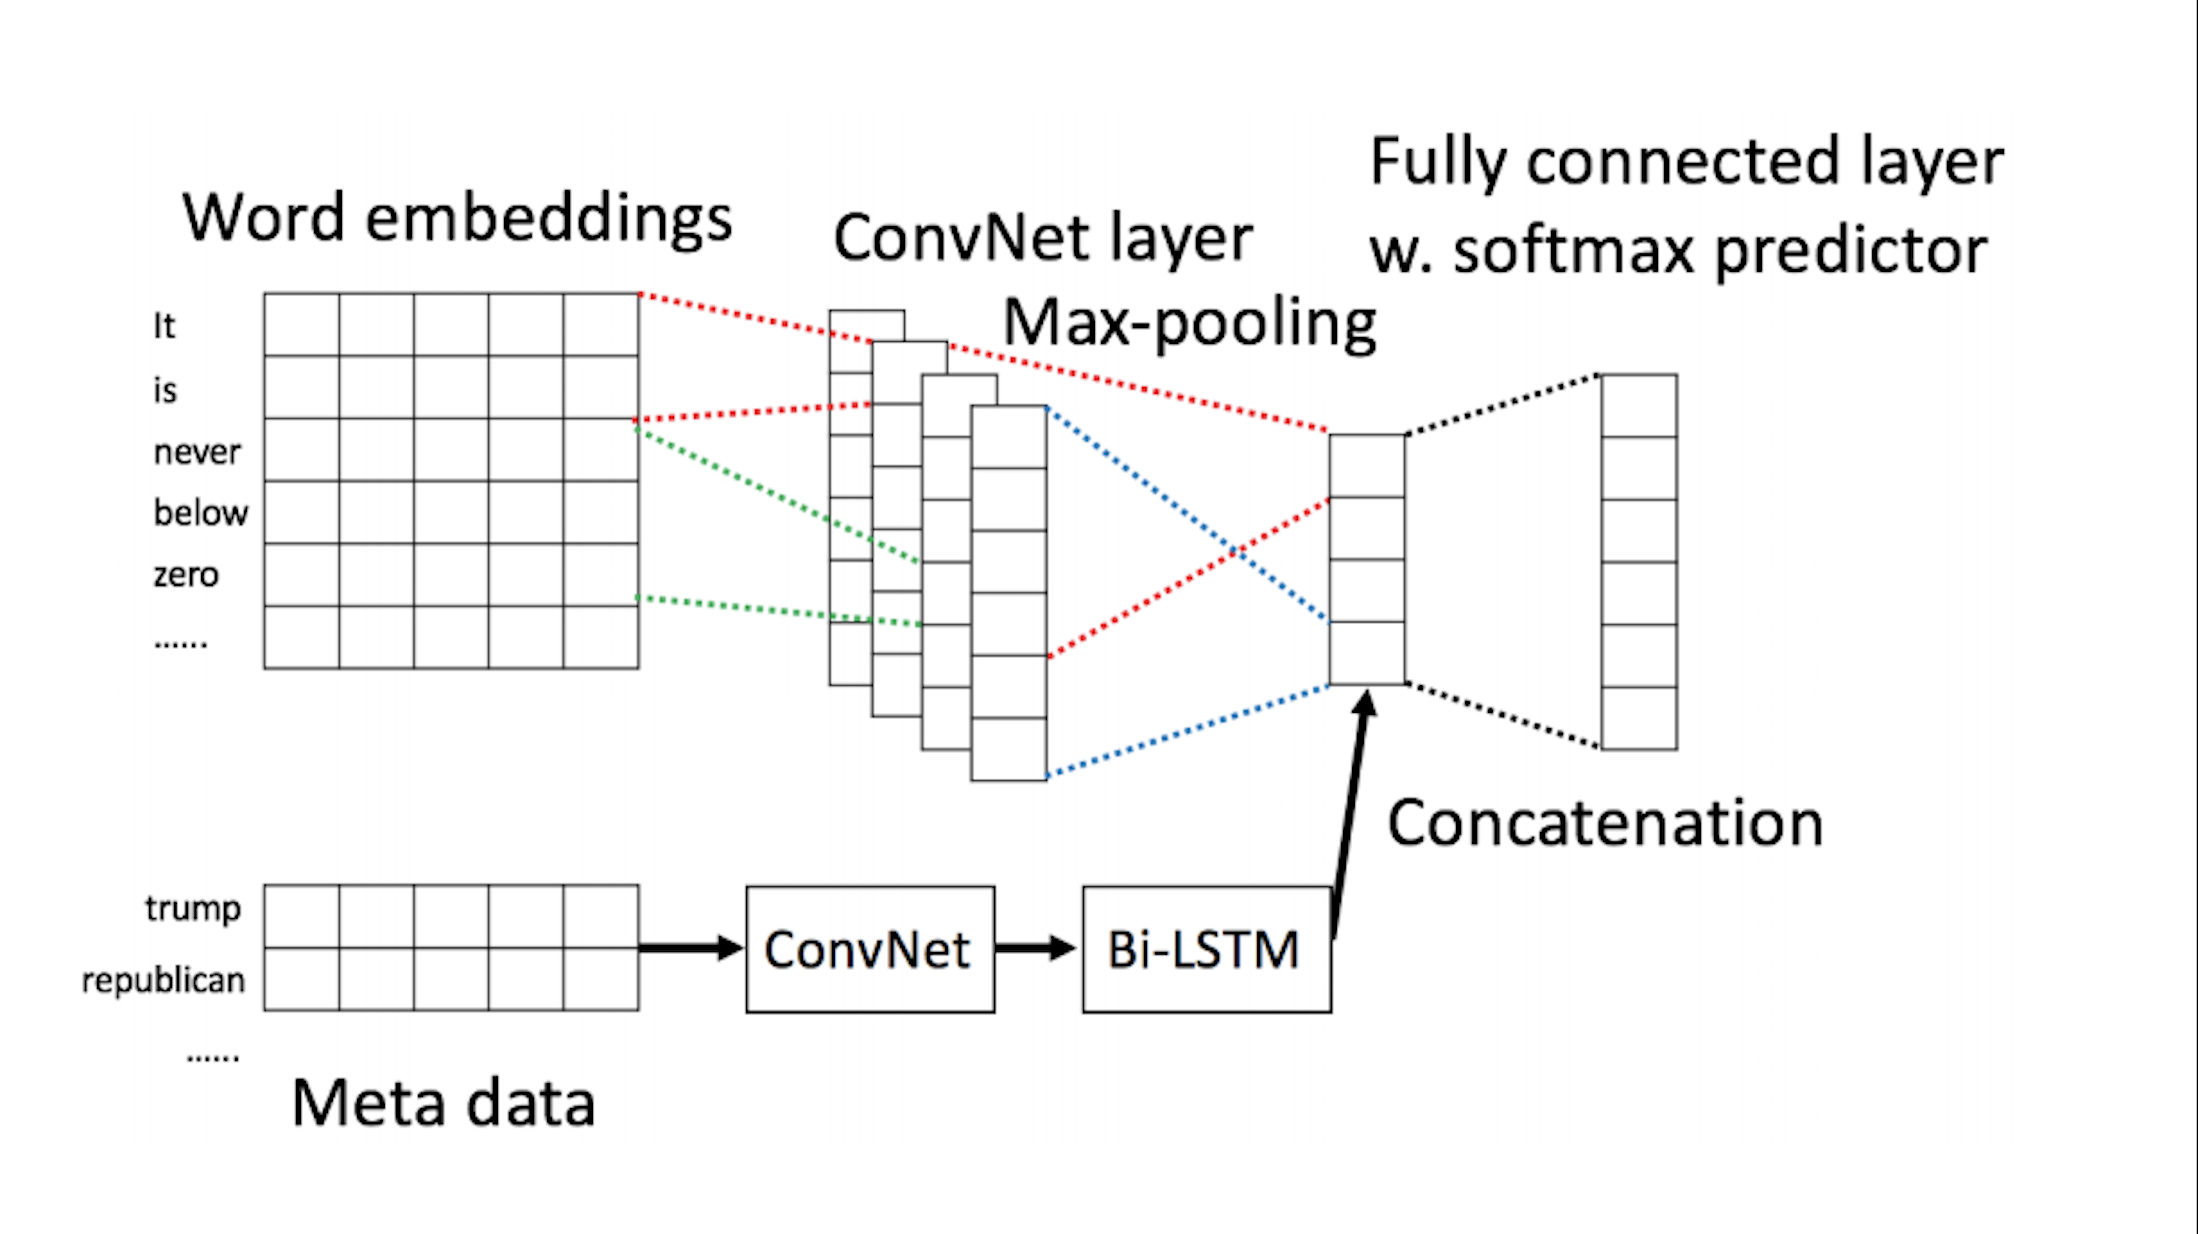 Word embeddings
ConvNet layer
Max-pooling
Fully connected layer
w. softmax predictor
It
is
never
below
zero
......
Concatenation
trump
republican
......
ConvNet
Bi-LSTM
Meta data